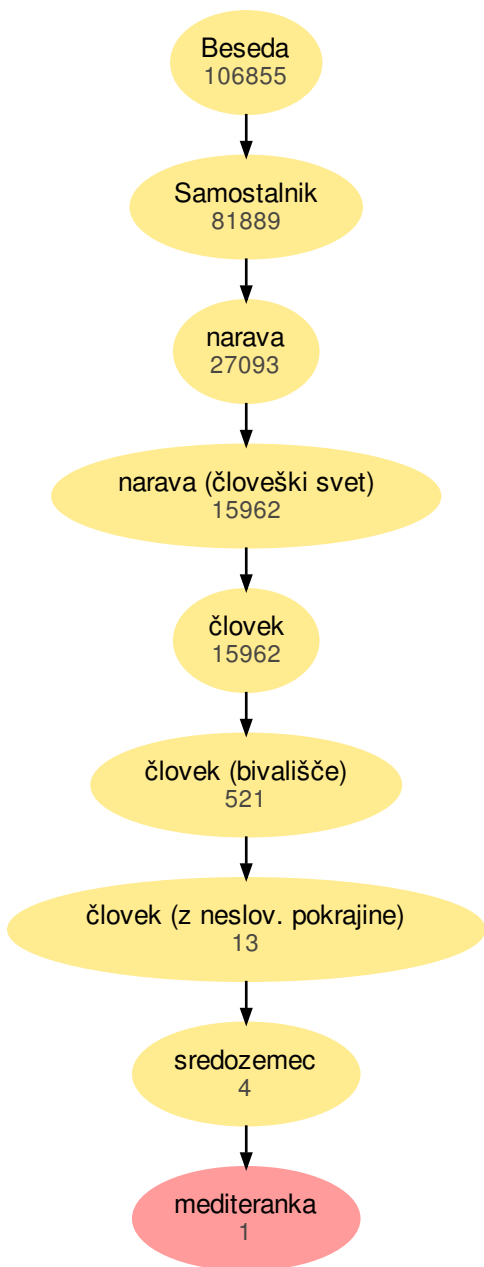 Beseda
106855
Samostalnik
81889
narava
27093
narava (človeški svet)
15962
človek
15962
človek (bivališče)
521
človek (z neslov. pokrajine)
13
sredozemec
4
mediteranka
1